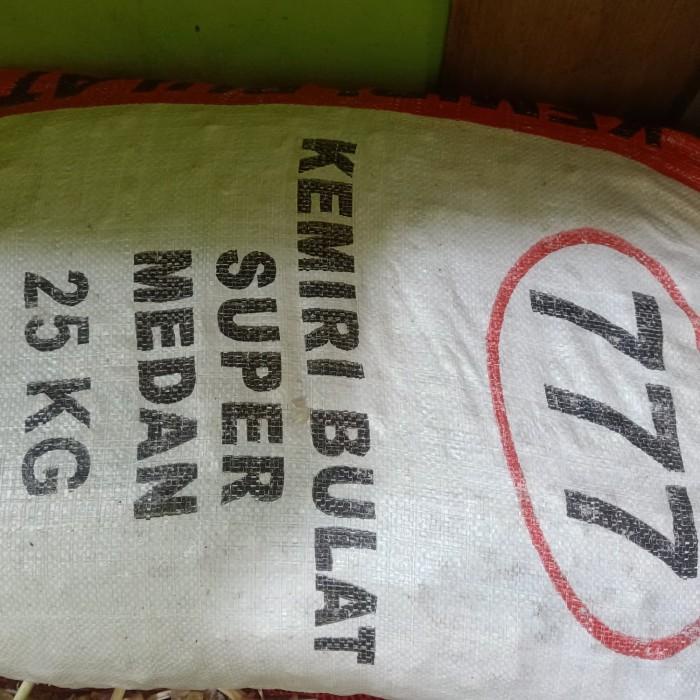 777
KEMIRI BULAT
SUPER
MEDAN
25 KG